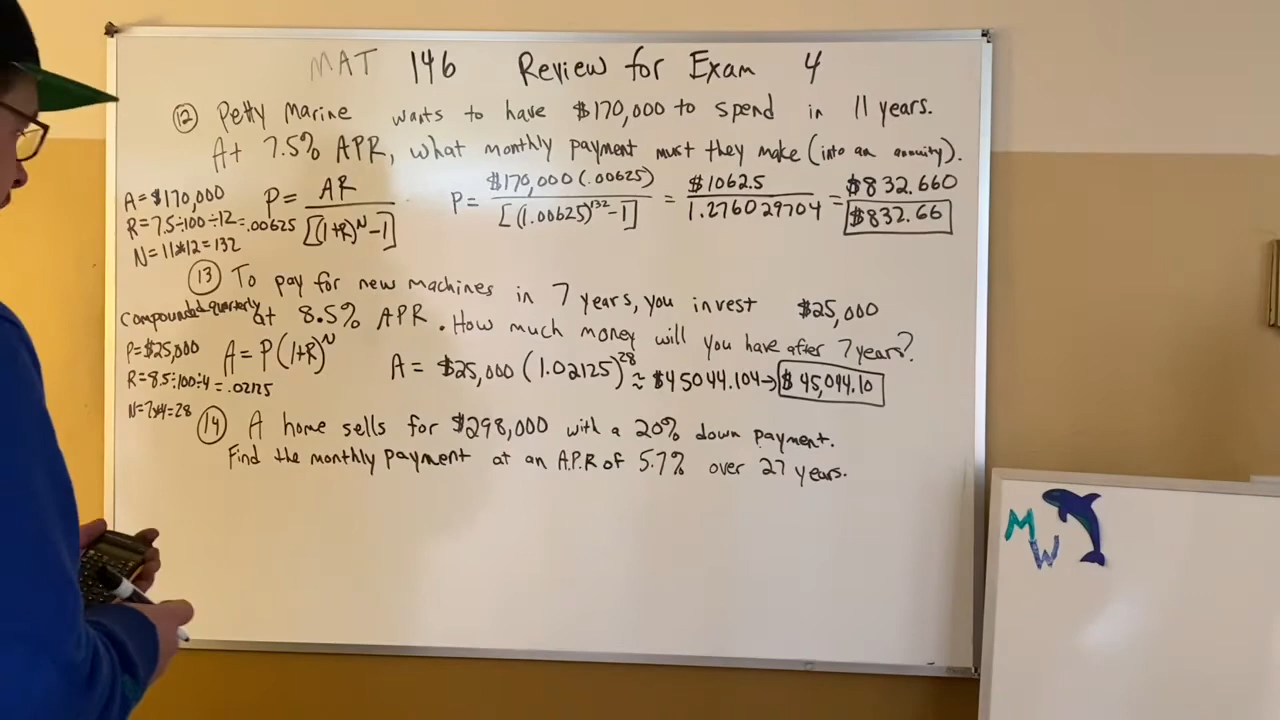 MAT 146 Review for Exam 4
(12) Petty Marine wants to have $170,000 to spend in 11 years.
At 7.5% APR, what monthly payment must they make (into an annuity).
A = $170,000
R = 7.5÷100÷12 = .00625
N = 11*12 = 132
P = AR / [(1+R)^N - 1]
P = $170,000(.00625) / [(1.00625)^132 - 1] = $1062.5 / 1.276029704 = $832.660
$832.66
(13) To pay for new machines in 7 years, you invest $25,000
compounded quarterly at 8.5% APR. How much money will you have after 7 years?
P = $25,000
R = 8.5÷100÷4 = .02125
N = 7*4 = 28
A = P(1+R)^N
A = $25,000 (1.02125)^28 ≈ $45044.104 → $45,044.10
(14) A home sells for $298,000 with a 20% down payment.
Find the monthly payment at an A.P.R of 5.7% over 27 years.
MW